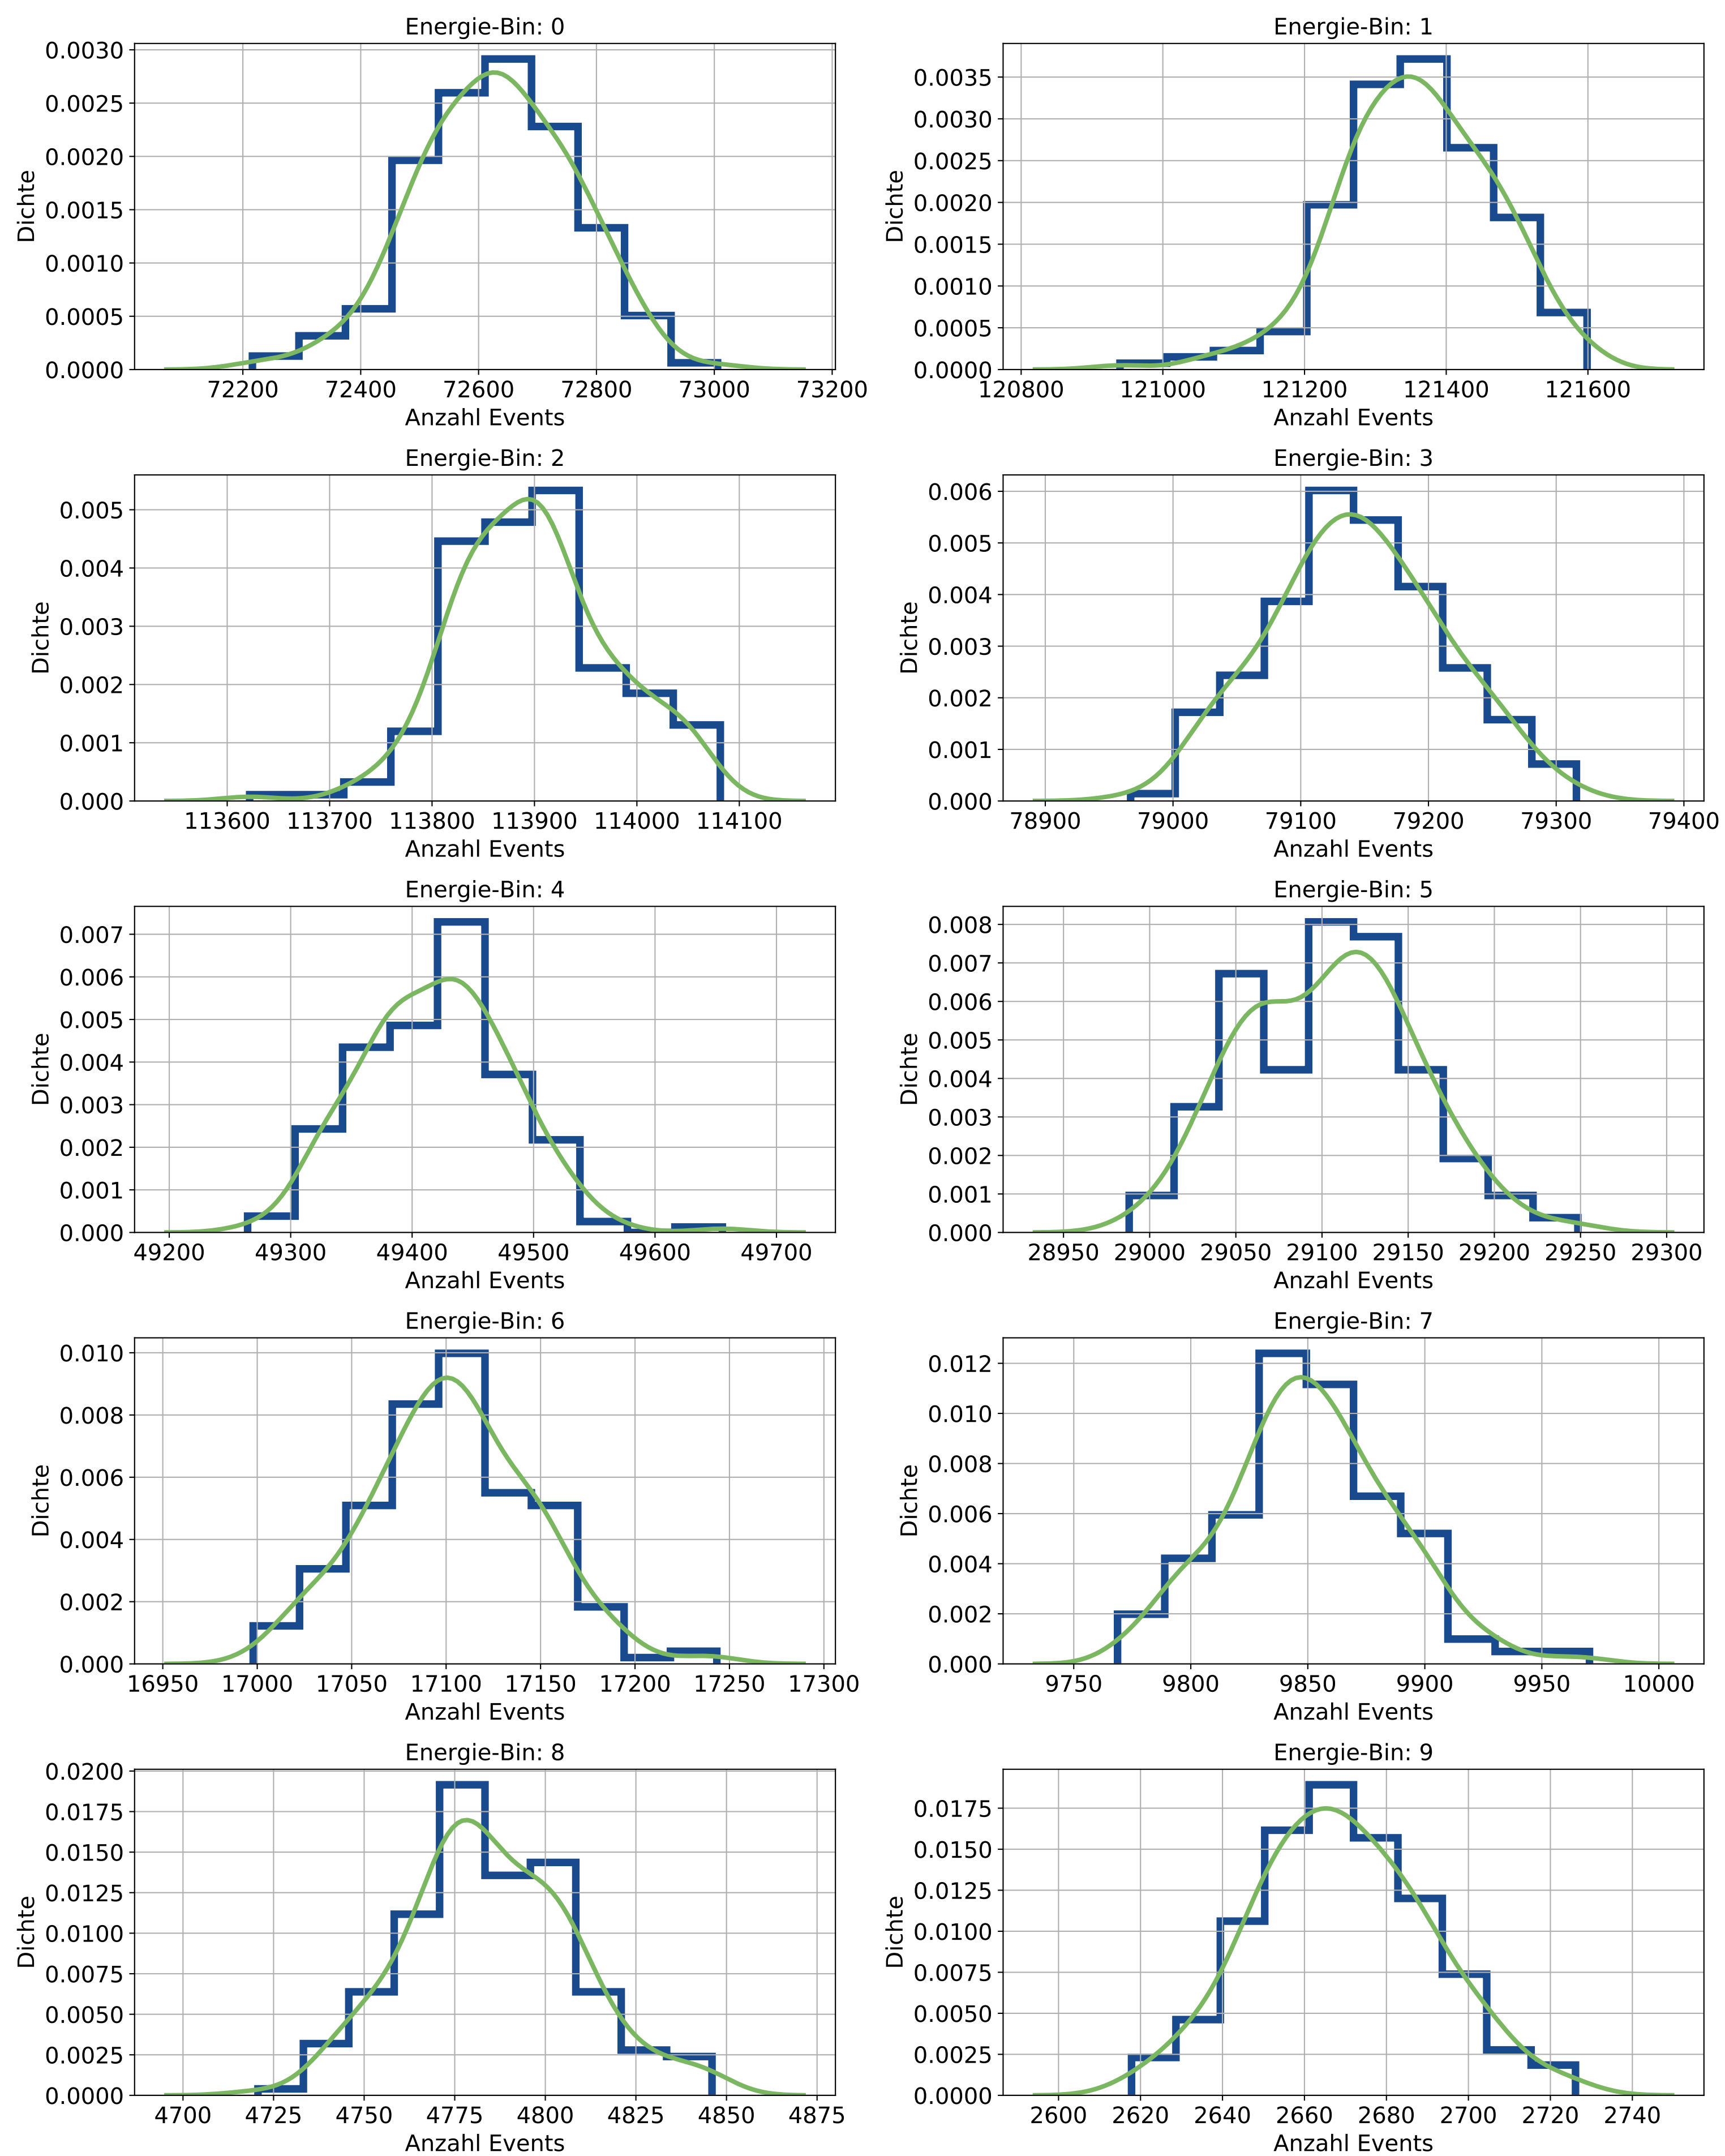 Energie-Bin: 0
Dichte
0.0030
0.0025
0.0020
0.0015
0.0010
0.0005
0.0000
72200 72400 72600 72800 73000 73200
Anzahl Events
Energie-Bin: 1
Dichte
0.0035
0.0030
0.0025
0.0020
0.0015
0.0010
0.0005
0.0000
120800 121000 121200 121400 121600
Anzahl Events
Energie-Bin: 2
Dichte
0.005
0.004
0.003
0.002
0.001
0.000
113600 113700 113800 113900 114000 114100
Anzahl Events
Energie-Bin: 3
Dichte
0.006
0.005
0.004
0.003
0.002
0.001
0.000
78900 79000 79100 79200 79300 79400
Anzahl Events
Energie-Bin: 4
Dichte
0.007
0.006
0.005
0.004
0.003
0.002
0.001
0.000
49200 49300 49400 49500 49600 49700
Anzahl Events
Energie-Bin: 5
Dichte
0.008
0.007
0.006
0.005
0.004
0.003
0.002
0.001
0.000
28950 29000 29050 29100 29150 29200 29250 29300
Anzahl Events
Energie-Bin: 6
Dichte
0.010
0.008
0.006
0.004
0.002
0.000
16950 17000 17050 17100 17150 17200 17250 17300
Anzahl Events
Energie-Bin: 7
Dichte
0.012
0.010
0.008
0.006
0.004
0.002
0.000
9750 9800 9850 9900 9950 10000
Anzahl Events
Energie-Bin: 8
Dichte
0.0200
0.0175
0.0150
0.0125
0.0100
0.0075
0.0050
0.0025
0.0000
4700 4725 4750 4775 4800 4825 4850 4875
Anzahl Events
Energie-Bin: 9
Dichte
0.0175
0.0150
0.0125
0.0100
0.0075
0.0050
0.0025
0.0000
2600 2620 2640 2660 2680 2700 2720 2740
Anzahl Events